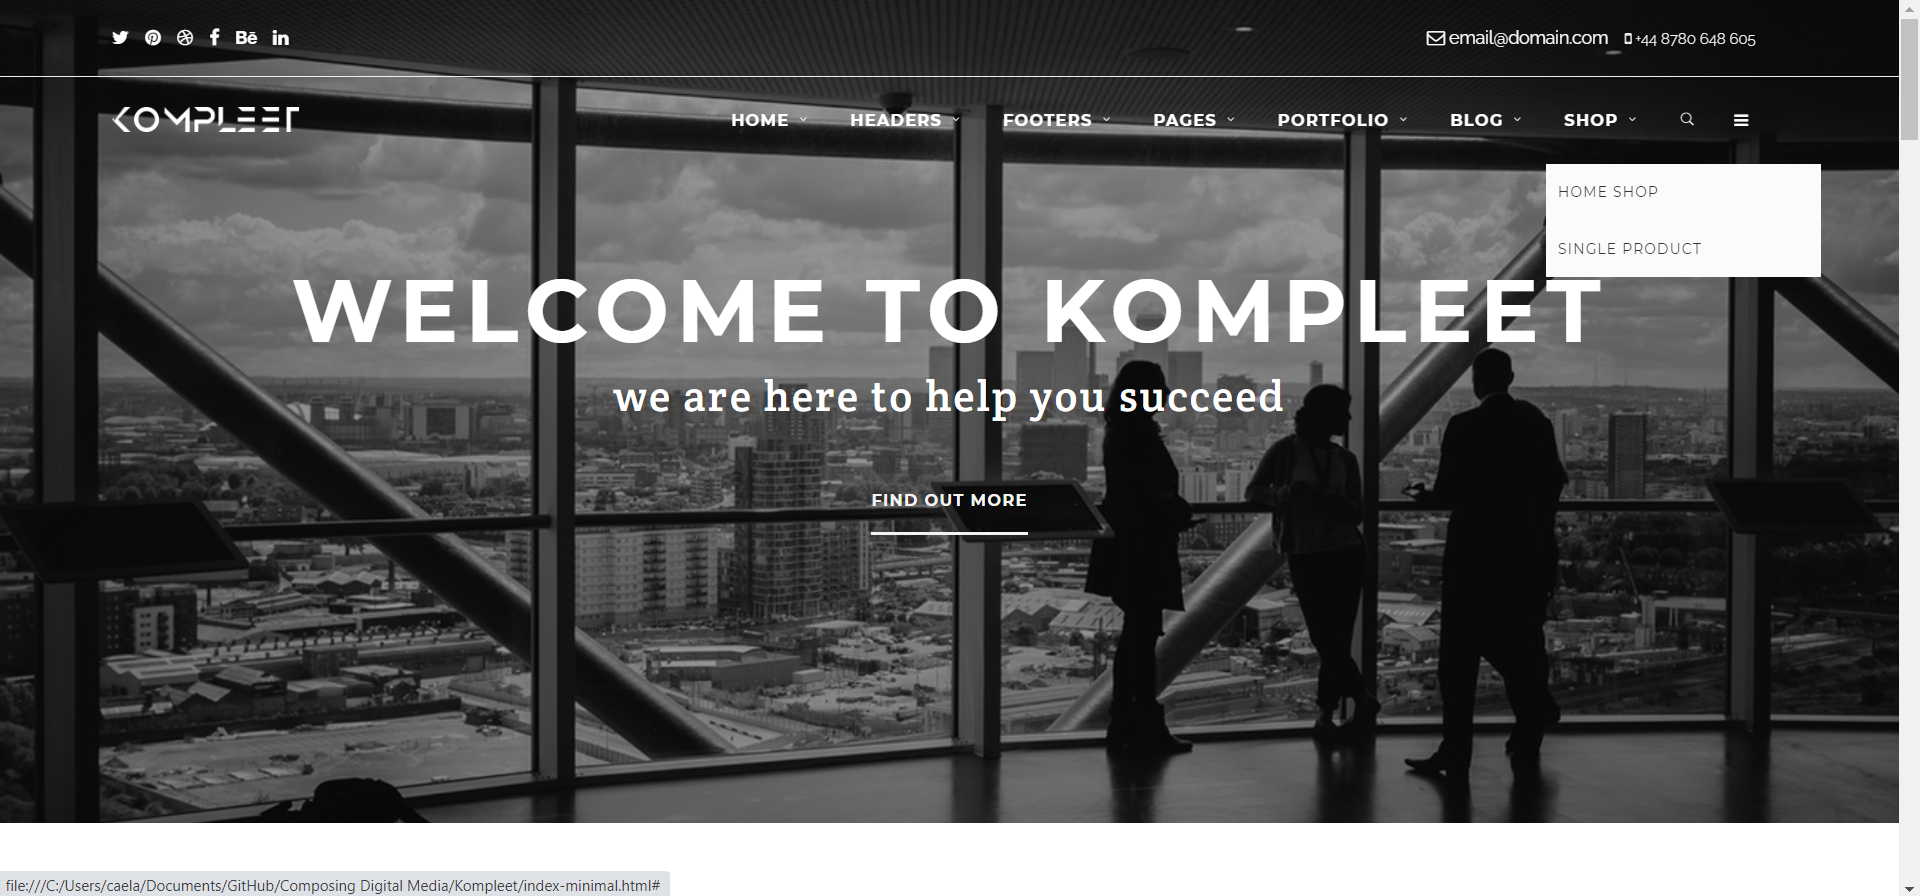 Bē
email@domain.com +44 8780 648 605
KOMPLEET
HOME HEADERS FOOTERS PAGES PORTFOLIO BLOG SHOP
HOME SHOP
SINGLE PRODUCT
WELCOME TO KOMPLEET
we are here to help you succeed
FIND OUT MORE
file:///C:/Users/caela/Documents/GitHub/Composing Digital Media/Kompleet/index-minimal.html#